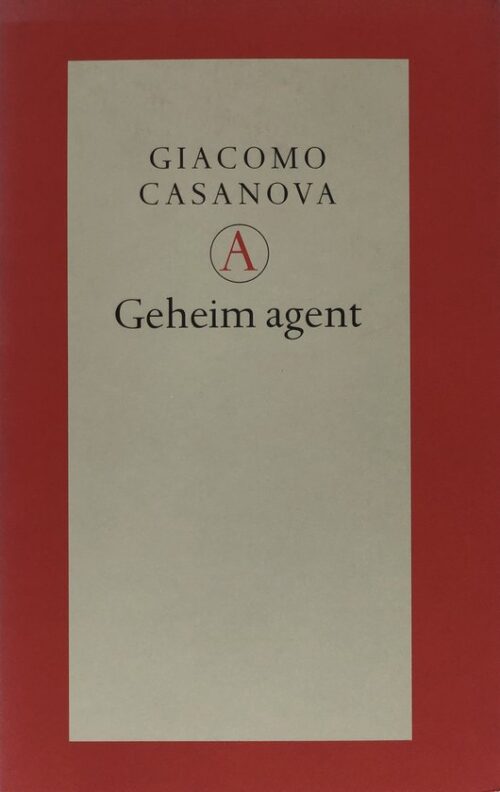 GIACOMO
CASANOVA
A
Geheim agent